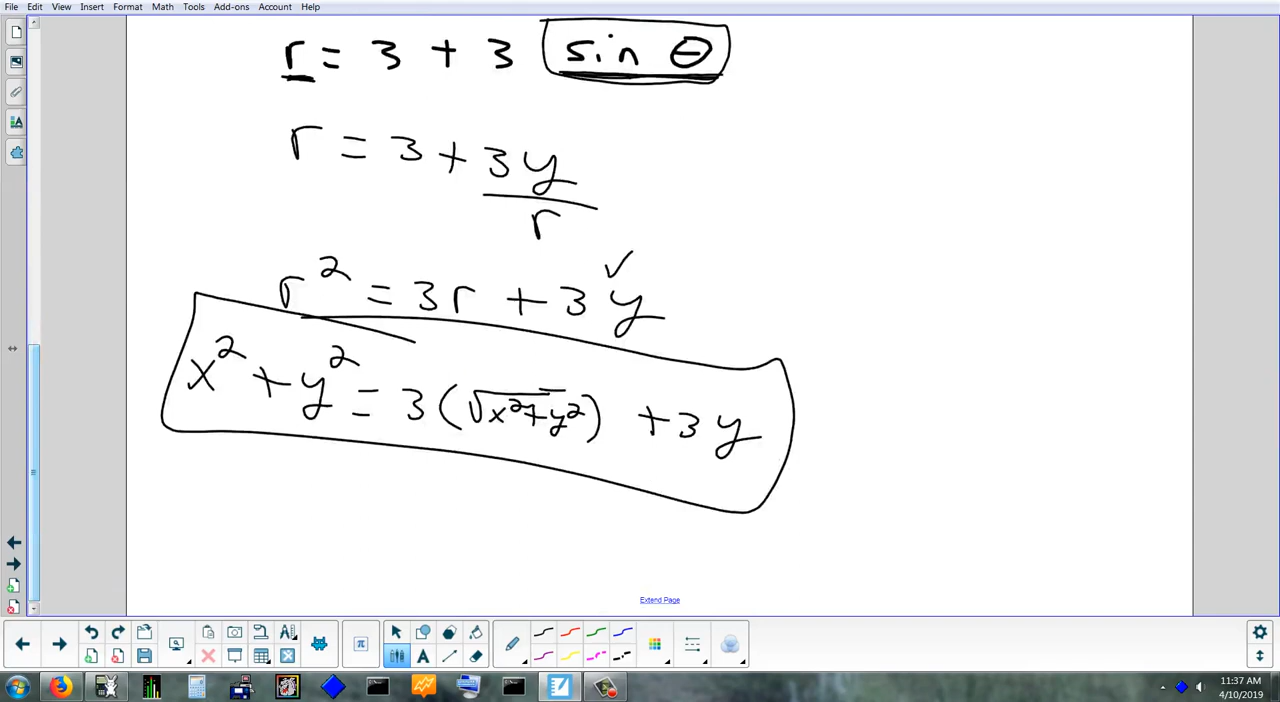 File Edit View Insert Format Math Tools Add-ons Account Help
r = 3 + 3 sin θ
r = 3 + 3y
r
r² = 3r + 3y
x² + y² = 3(√x²+y²) + 3y
Extend Page
π
A
11:37 AM
4/10/2019